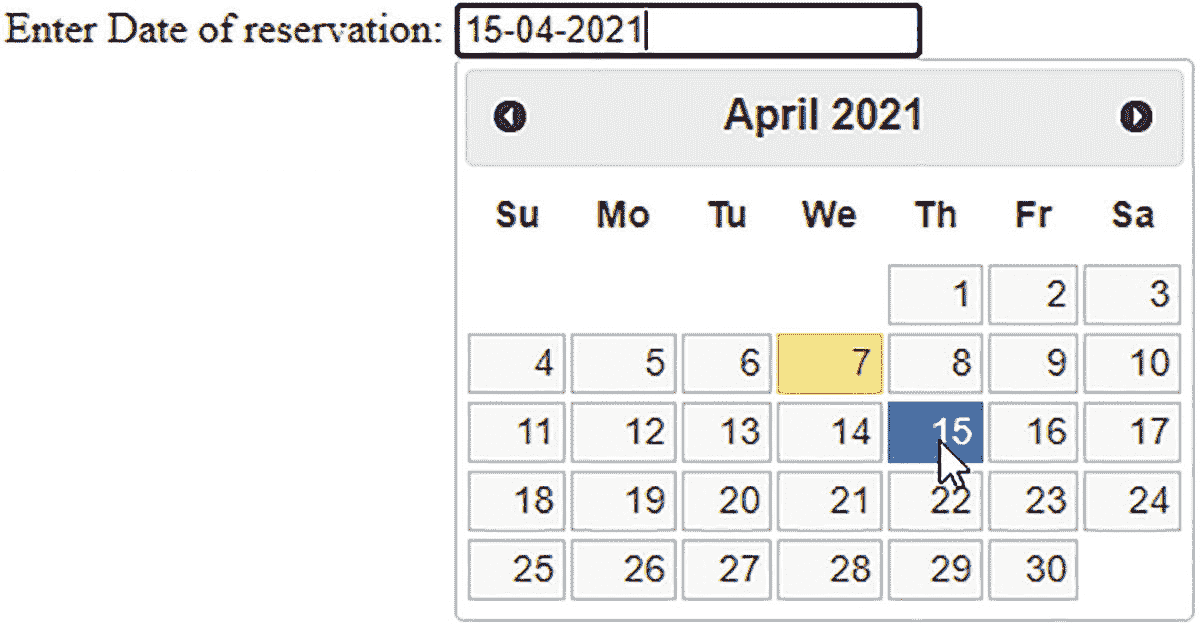 Enter Date of reservation: 15-04-2021
April 2021
Su Mo Tu We Th Fr Sa
1 2 3
4 5 6 7 8 9 10
11 12 13 14 15 16 17
18 19 20 21 22 23 24
25 26 27 28 29 30